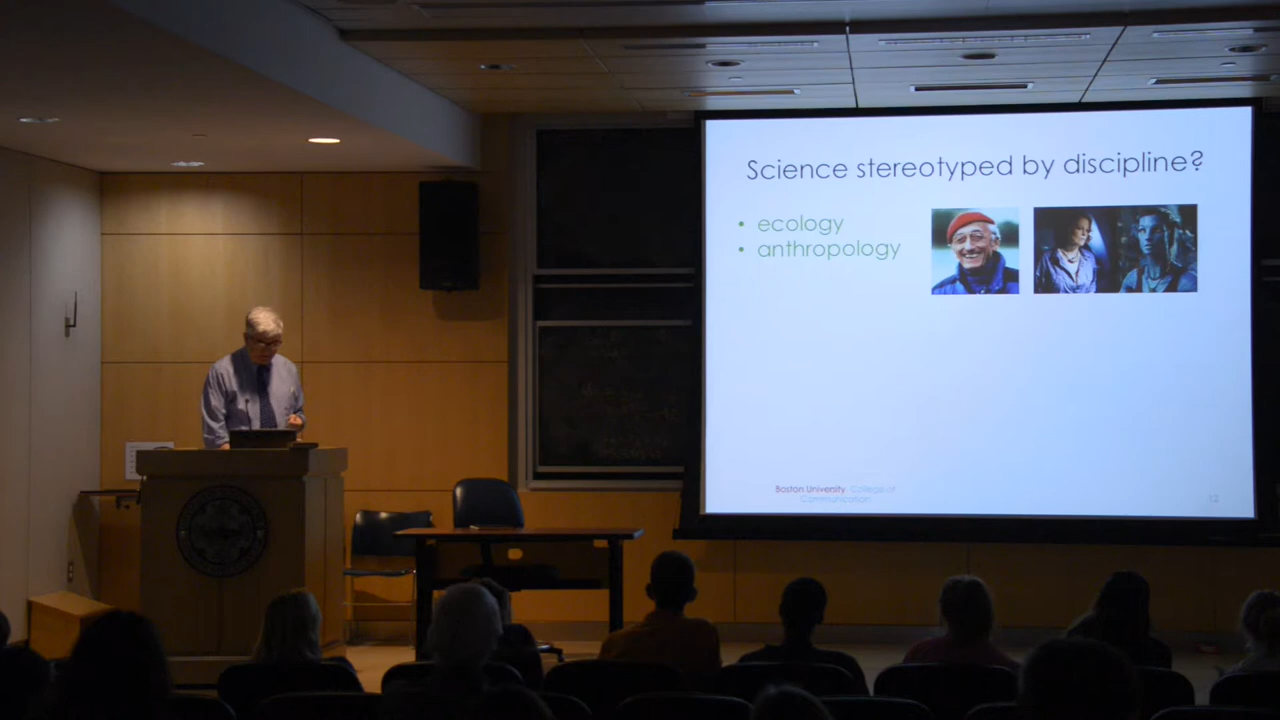 Science stereotyped by discipline?
• ecology
• anthropology
Boston University College of
Communication
12